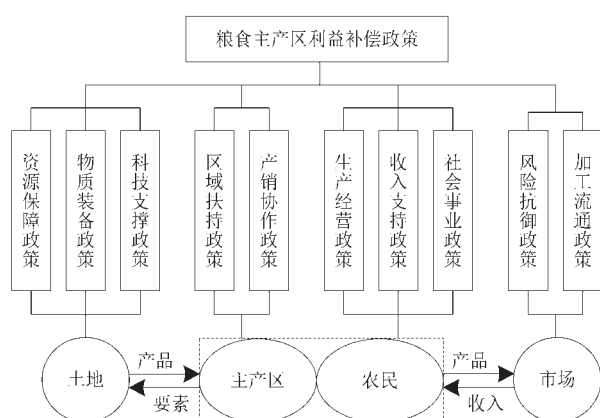 粮食主产区利益补偿政策
资源保障政策
物质装备政策
科技支撑政策
区域扶持政策
产销协作政策
生产经营政策
收入支持政策
社会事业政策
风险抗御政策
加工流通政策
土地
产品
要素
主产区
农民
产品
收入
市场